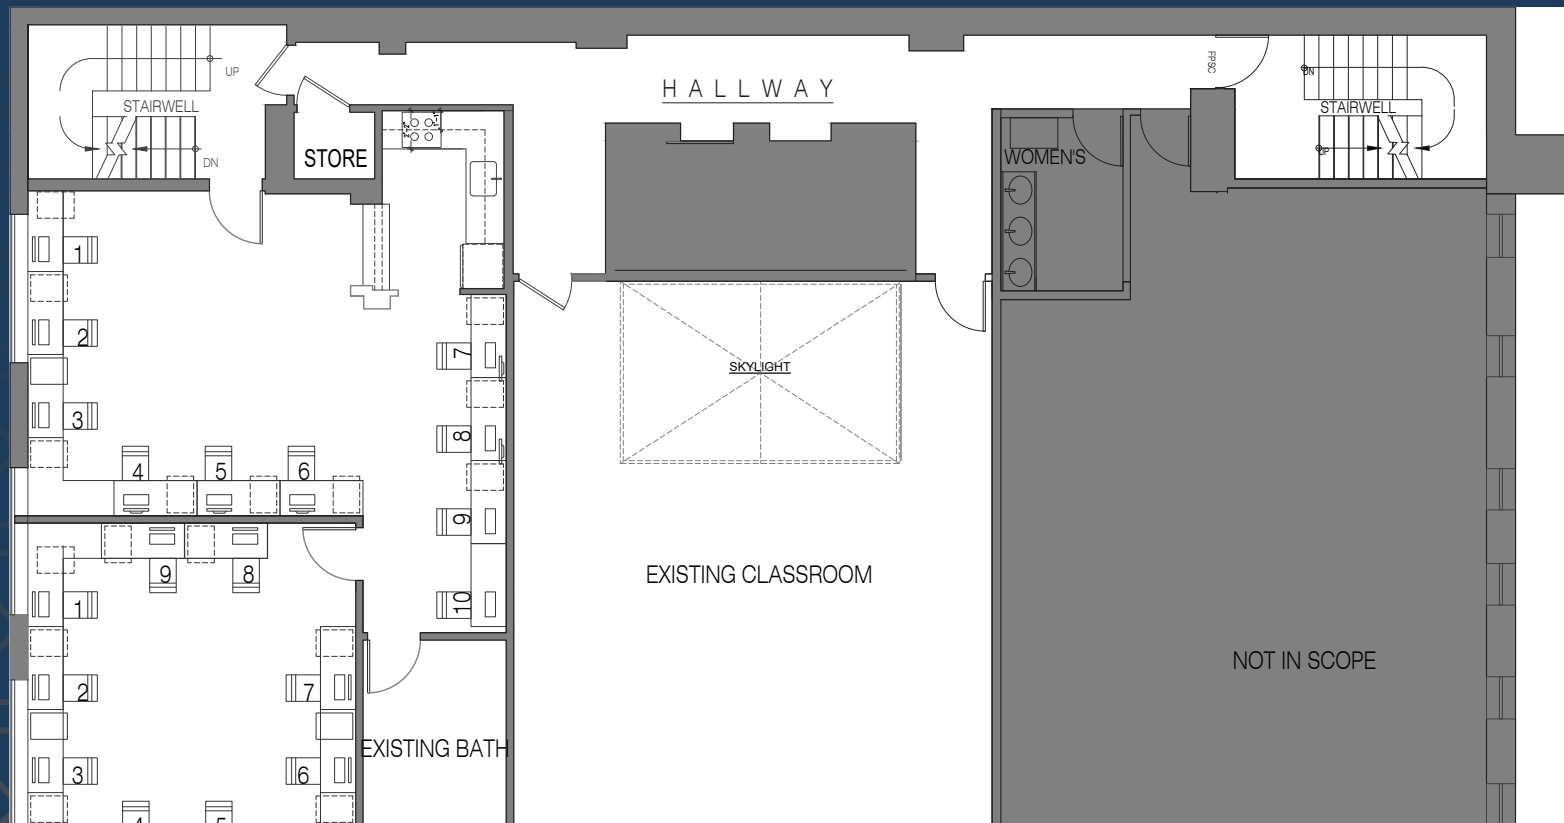 UP
STAIRWELL
DN
STORE
HALLWAY
FPSC
DN
STAIRWELL
UP
WOMEN'S
1
2
3
4
5
6
7
8
9
10
SKYLIGHT
EXISTING CLASSROOM
NOT IN SCOPE
9
8
1
2
3
7
6
EXISTING BATH
4
5